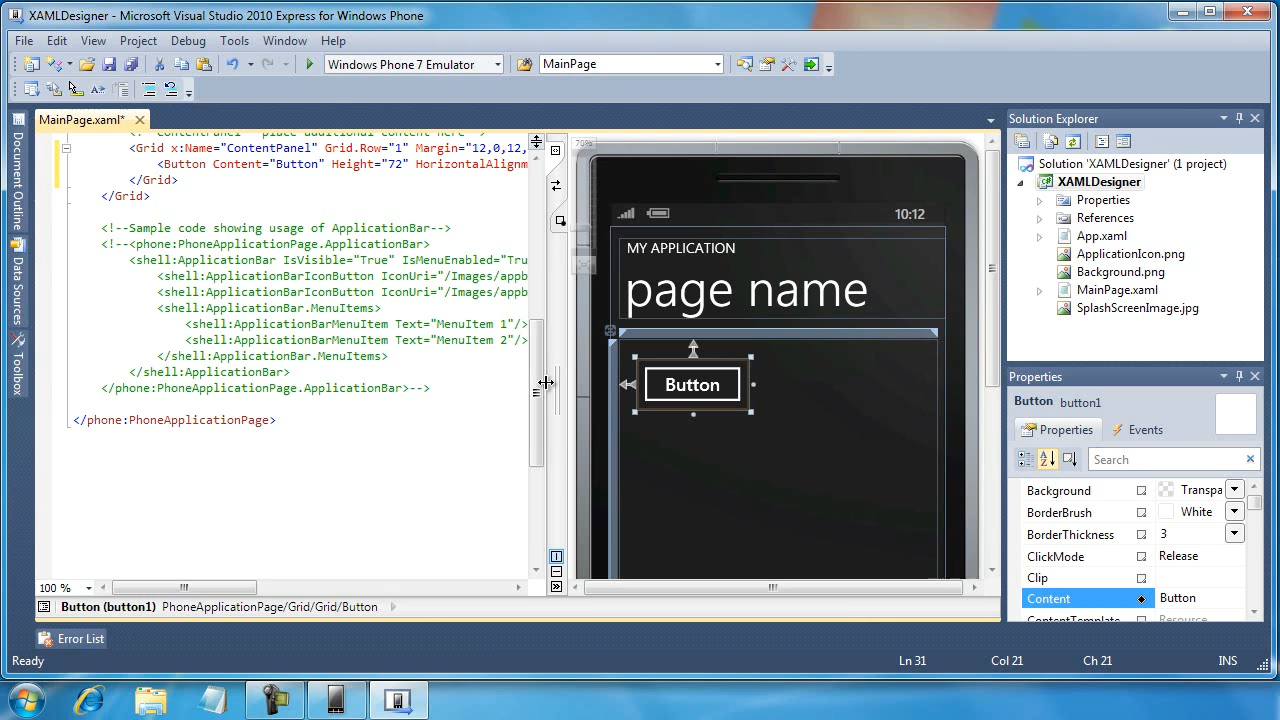 XAMLDesigner - Microsoft Visual Studio 2010 Express for Windows Phone
File Edit View Project Debug Tools Window Help
Windows Phone 7 Emulator MainPage
MainPage.xaml*
<!--ContentPanel - place additional content here-->
<Grid x:Name="ContentPanel" Grid.Row="1" Margin="12,0,12,
<Button Content="Button" Height="72" HorizontalAlignm
</Grid>
</Grid>
<!--Sample code showing usage of ApplicationBar-->
<!--<phone:PhoneApplicationPage.ApplicationBar>
<shell:ApplicationBar IsVisible="True" IsMenuEnabled="Tru
<shell:ApplicationBarIconButton IconUri="/Images/appb
<shell:ApplicationBarIconButton IconUri="/Images/appb
<shell:ApplicationBar.MenuItems>
<shell:ApplicationBarMenuItem Text="MenuItem 1"/>
<shell:ApplicationBarMenuItem Text="MenuItem 2"/>
</shell:ApplicationBar.MenuItems>
</shell:ApplicationBar>
</phone:PhoneApplicationPage.ApplicationBar>-->
</phone:PhoneApplicationPage>
100 %
Button (button1) PhoneApplicationPage/Grid/Grid/Button
Document Outline
Data Sources
Toolbox
70%
10:12
MY APPLICATION
page name
Button
Solution Explorer
Solution 'XAMLDesigner' (1 project)
XAMLDesigner
Properties
References
App.xaml
ApplicationIcon.png
Background.png
MainPage.xaml
SplashScreenImage.jpg
Properties
Button button1
Properties Events
Search
Background Transpa
BorderBrush White
BorderThickness 3
ClickMode Release
Clip
Content Button
ContentTemplate Resource
Error List
Ready Ln 31 Col 21 Ch 21 INS